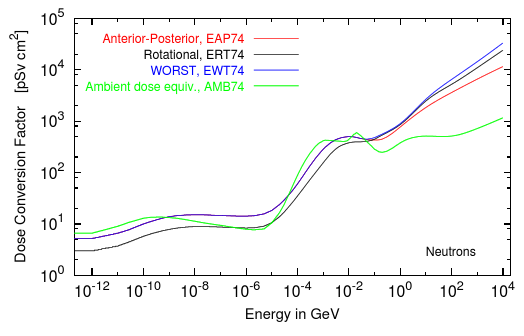 Dose Conversion Factor [pSv cm²]
10⁵
10⁴
10³
10²
10¹
10⁰
Anterior-Posterior, EAP74
Rotational, ERT74
WORST, EWT74
Ambient dose equiv., AMB74
Neutrons
10⁻¹² 10⁻¹⁰ 10⁻⁸ 10⁻⁶ 10⁻⁴ 10⁻² 10⁰ 10² 10⁴
Energy in GeV